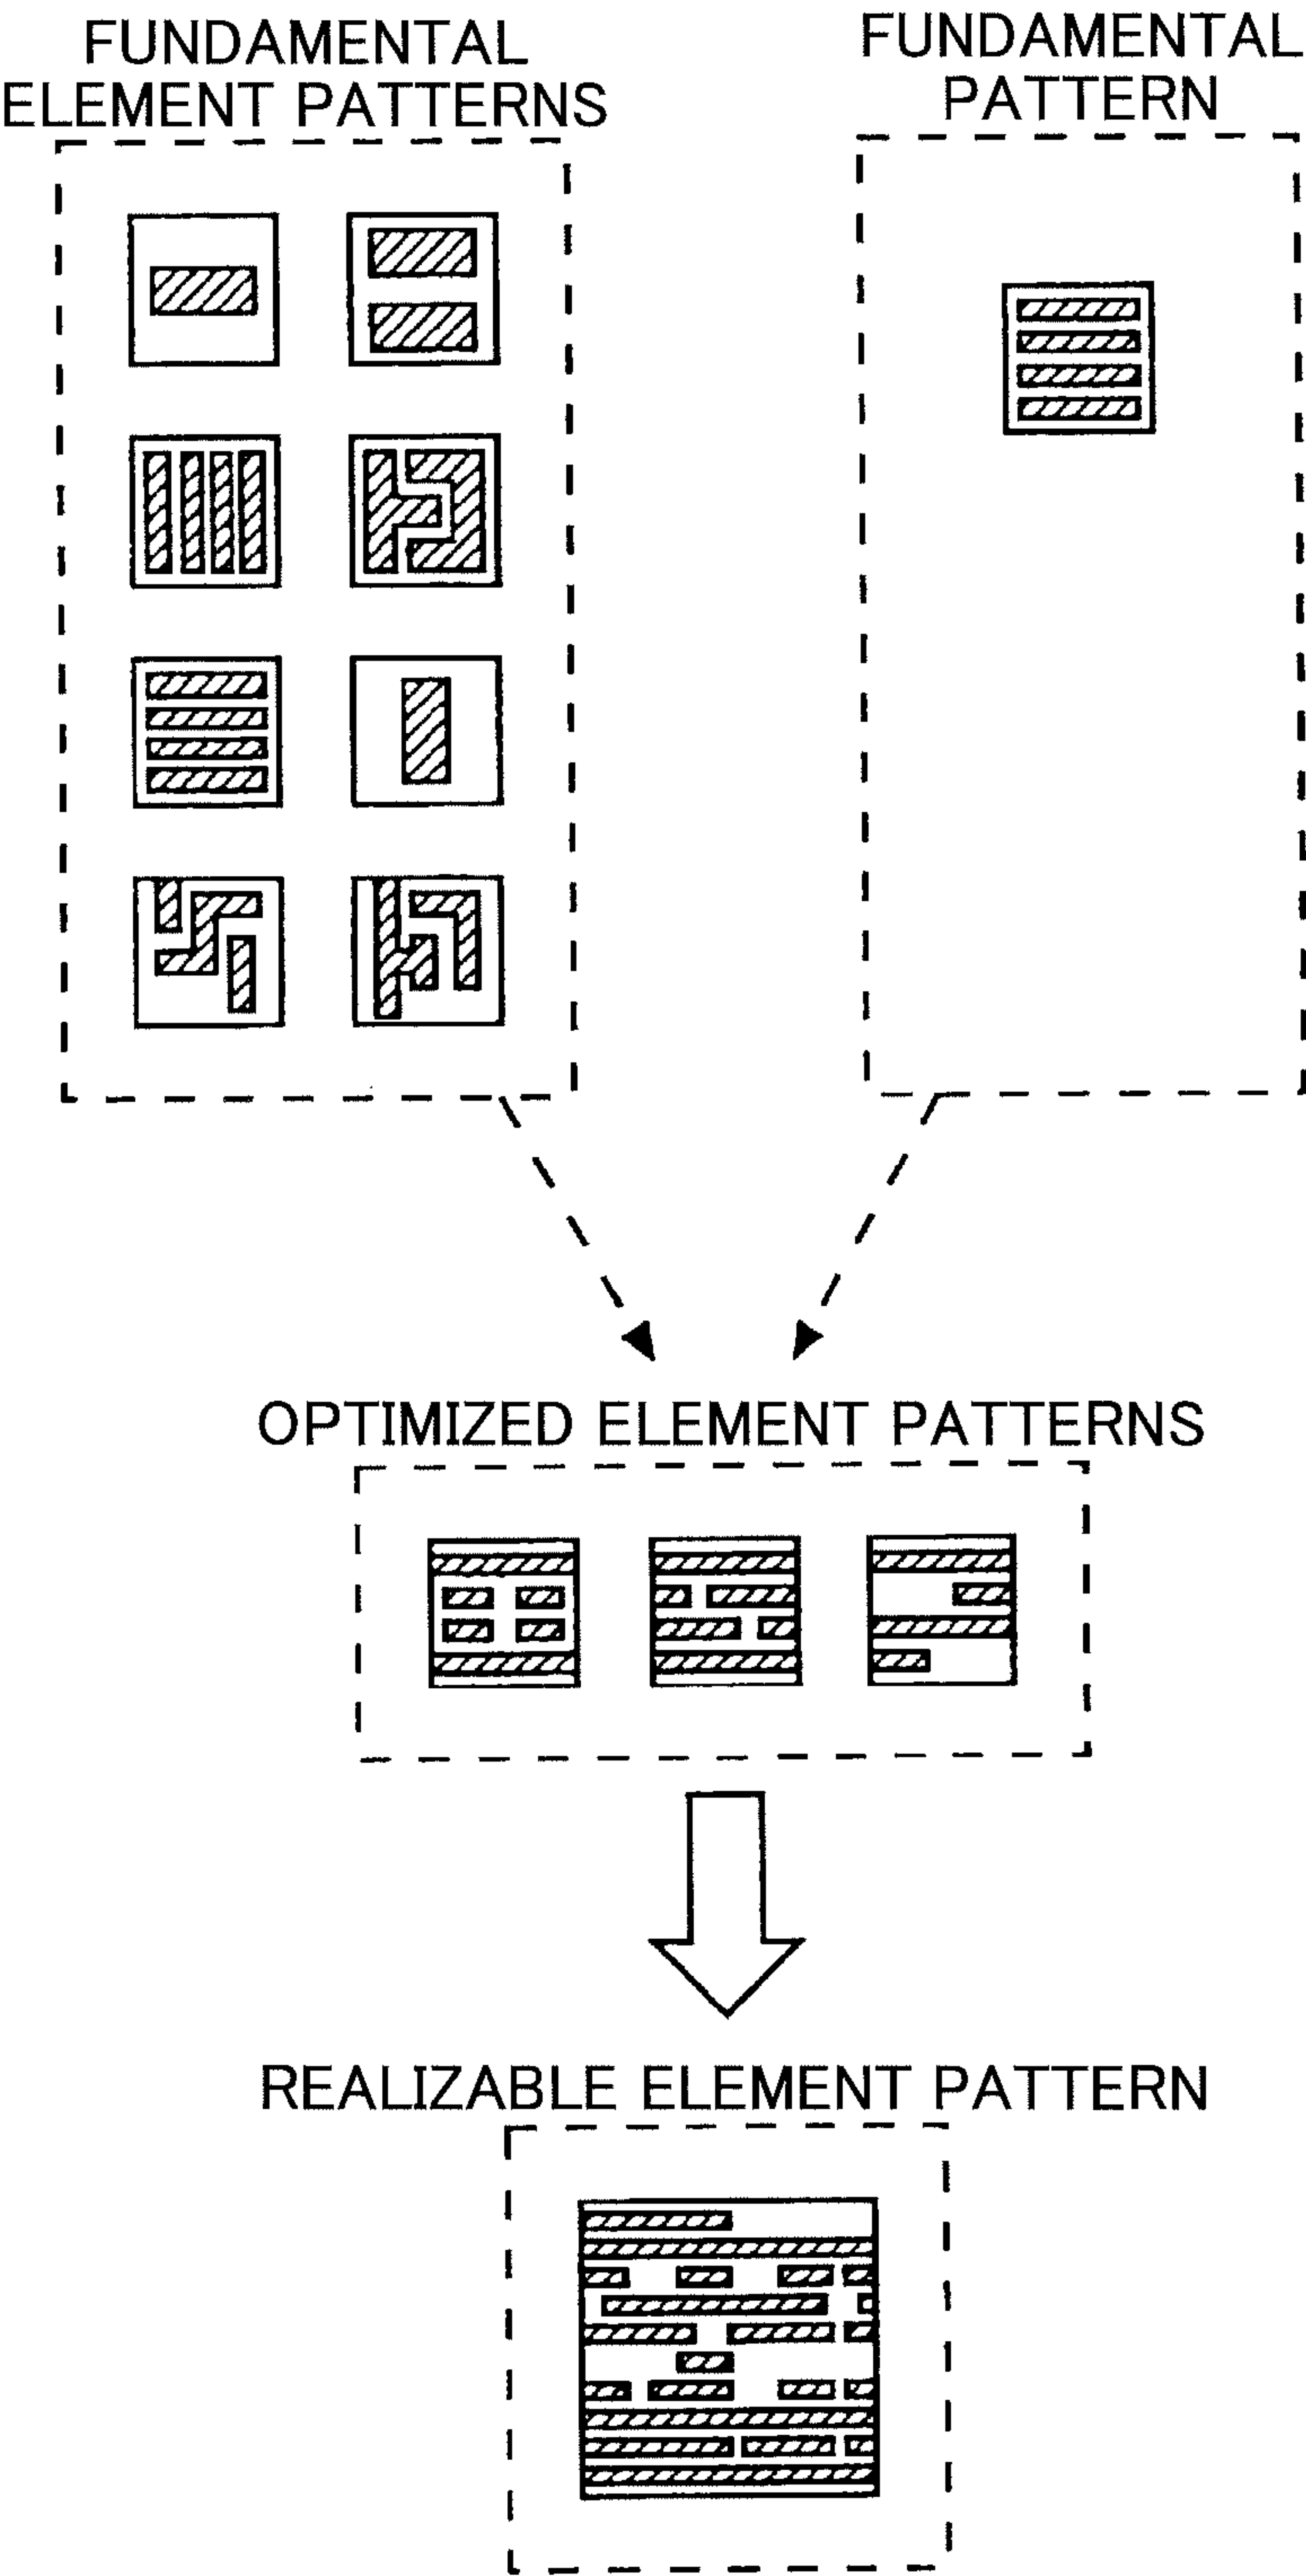 FUNDAMENTAL
ELEMENT PATTERNS
FUNDAMENTAL
PATTERN
OPTIMIZED ELEMENT PATTERNS
REALIZABLE ELEMENT PATTERN